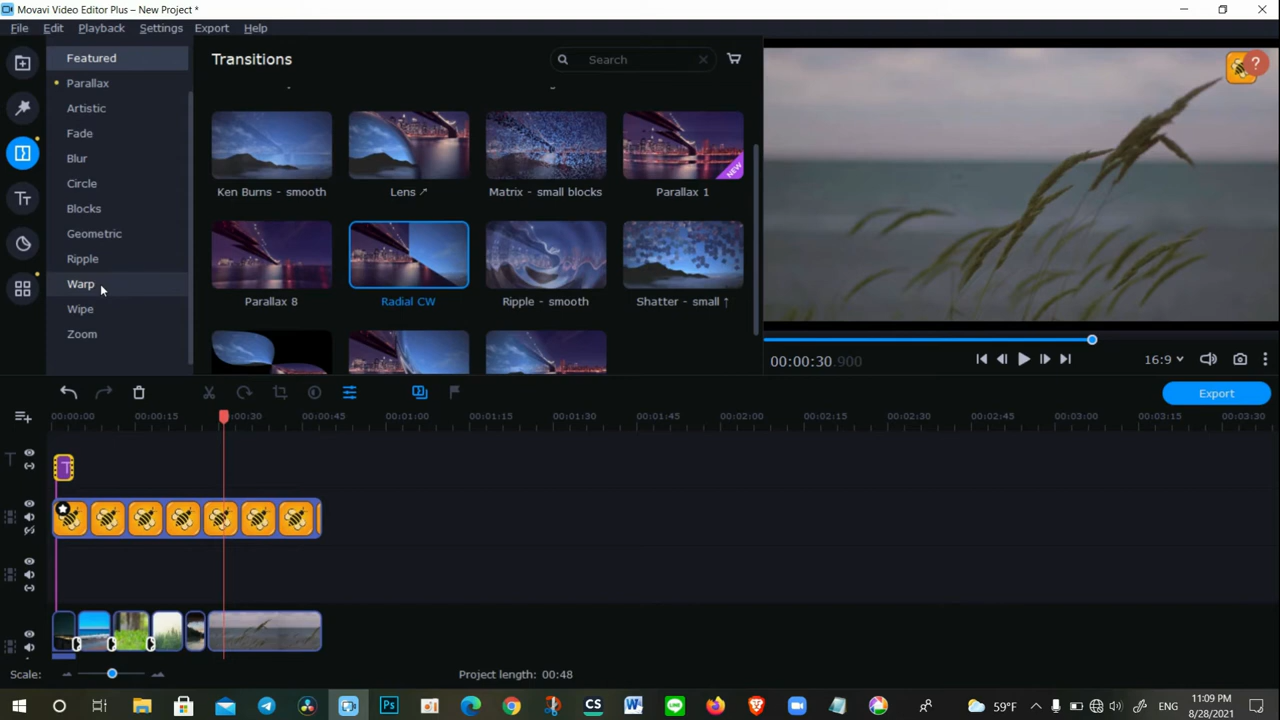 Movavi Video Editor Plus – New Project *
File Edit Playback Settings Export Help
Featured
Parallax
Artistic
Fade
Blur
Circle
Blocks
Geometric
Ripple
Warp
Wipe
Zoom
Transitions
Search
Ken Burns - smooth
Lens ↗
Matrix - small blocks
Parallax 1
NEW
Parallax 8
Radial CW
Ripple - smooth
Shatter - small ↑
?
00:00:30.900
16:9
Export
00:00:00 00:00:15 00:00:30 00:00:45 00:01:00 00:01:15 00:01:30 00:01:45 00:02:00 00:02:15 00:02:30 00:02:45 00:03:00 00:03:15 00:03:30
T
T
Tт
Scale:
Project length: 00:48
Ps
CS
W
59°F
ENG
11:09 PM
8/28/2021